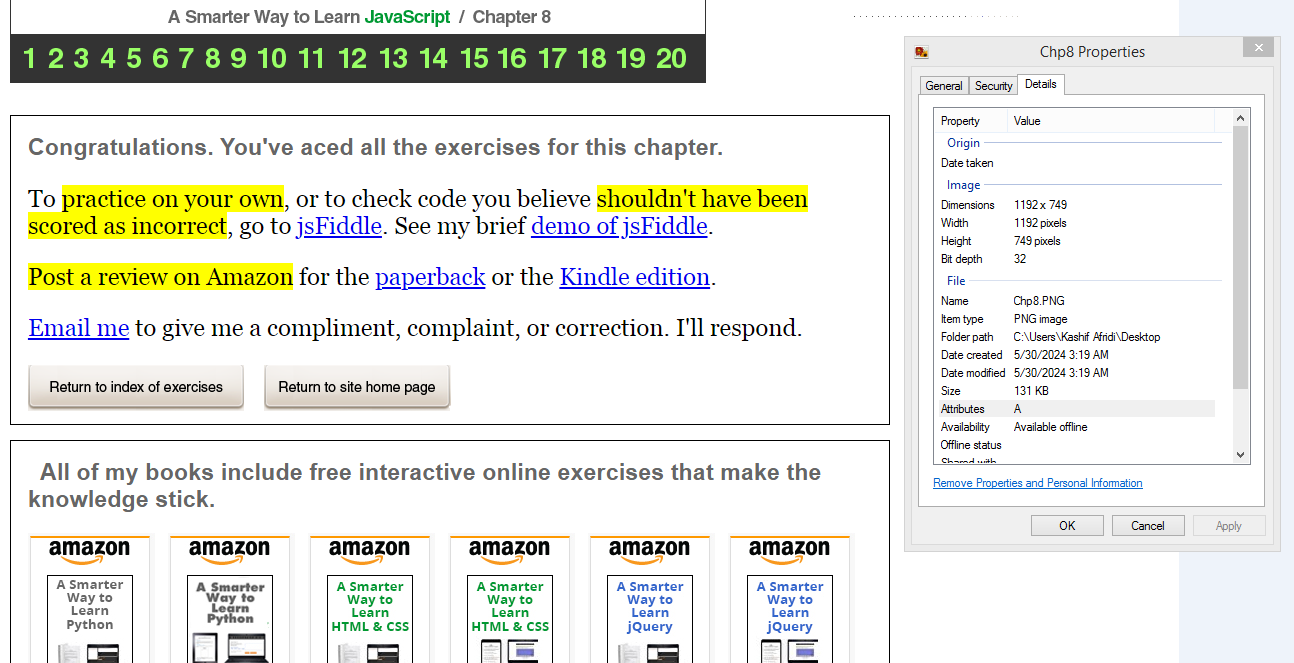 A Smarter Way to Learn JavaScript / Chapter 8
1 2 3 4 5 6 7 8 9 10 11 12 13 14 15 16 17 18 19 20
Congratulations. You've aced all the exercises for this chapter.
To practice on your own, or to check code you believe shouldn't have been
scored as incorrect, go to jsFiddle. See my brief demo of jsFiddle.
Post a review on Amazon for the paperback or the Kindle edition.
Email me to give me a compliment, complaint, or correction. I'll respond.
Return to index of exercises
Return to site home page
All of my books include free interactive online exercises that make the
knowledge stick.
amazon
A Smarter
Way to
Learn
Python
amazon
A Smarter
Way to
Learn
Python
amazon
A Smarter
Way to
Learn
HTML & CSS
amazon
A Smarter
Way to
Learn
HTML & CSS
amazon
A Smarter
Way to
Learn
jQuery
amazon
A Smarter
Way to
Learn
jQuery
Chp8 Properties
General Security Details
Property Value
Origin
Date taken
Image
Dimensions 1192 x 749
Width 1192 pixels
Height 749 pixels
Bit depth 32
File
Name Chp8.PNG
Item type PNG image
Folder path C:\Users\Kashif Afridi\Desktop
Date created 5/30/2024 3:19 AM
Date modified 5/30/2024 3:19 AM
Size 131 KB
Attributes A
Availability Available offline
Offline status
Shared with
Remove Properties and Personal Information
OK Cancel Apply